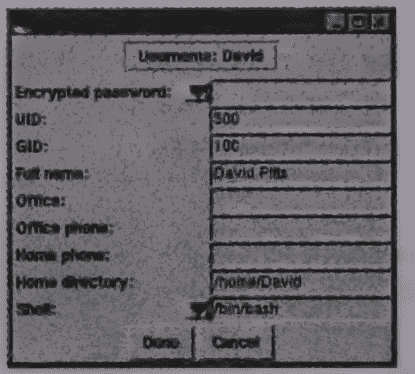 Username: David
Encrypted password:
UID: 500
GID: 100
Full name: David Pitts
Office:
Office phone:
Home phone:
Home directory: /home/David
Shell: /bin/bash
Done Cancel